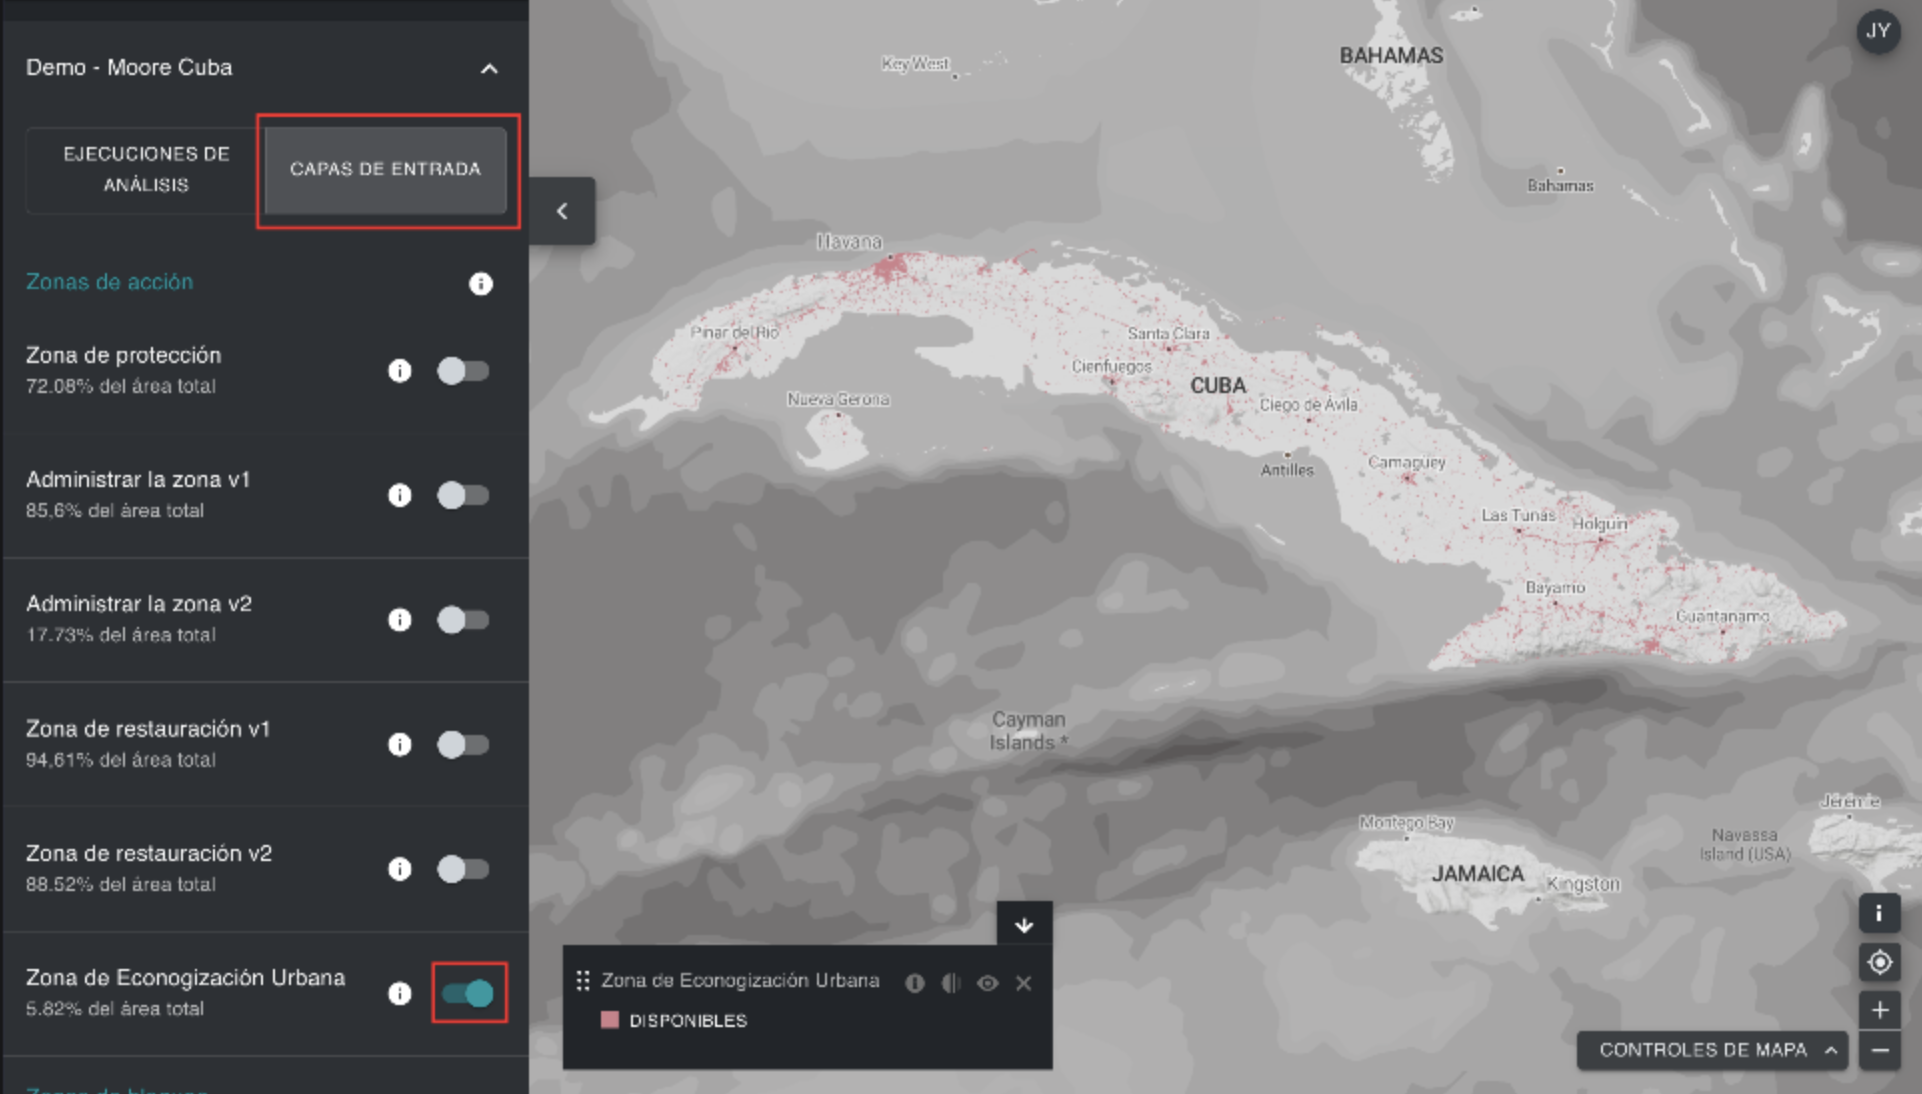 Demo - Moore Cuba
EJECUCIONES DE
ANÁLISIS
CAPAS DE ENTRADA
Zonas de acción
Zona de protección
72.08% del área total
Administrar la zona v1
85,6% del área total
Administrar la zona v2
17.73% del área total
Zona de restauración v1
94,61% del área total
Zona de restauración v2
88.52% del área total
Zona de Econogización Urbana
5.82% del área total
JY
Key West
BAHAMAS
Bahamas
Havana
Pinar del Rio
Santa Clara
Cienfuegos
CUBA
Nueva Gerona
Ciego de Ávila
Antilles
Camagüey
Las Tunas
Holguin
Bayamo
Guantanamo
Cayman
Islands *
Jérémie
Montego Bay
Navassa
Island (USA)
JAMAICA
Kingston
Zona de Econogización Urbana
DISPONIBLES
CONTROLES DE MAPA